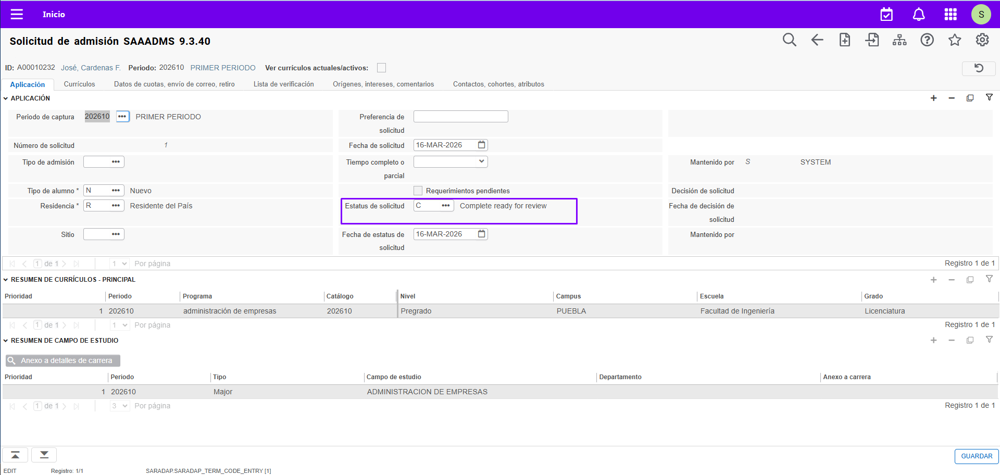 Inicio
S
Solicitud de admisión SAAADMS 9.3.40
ID: A00010232 José, Cardenas F. Periodo: 202610 PRIMER PERIODO Ver currículos actuales/activos:
Aplicación Currículos Datos de cuotas, envío de correo, retiro Lista de verificación Orígenes, intereses, comentarios Contactos, cohortes, atributos
APLICACIÓN
Periodo de captura 202610 ••• PRIMER PERIODO Preferencia de solicitud
Número de solicitud 1 Fecha de solicitud 16-MAR-2026
Tipo de admisión ••• Tiempo completo o parcial Mantenido por S SYSTEM
Tipo de alumno * N ••• Nuevo Requerimientos pendientes Decisión de solicitud
Residencia * R ••• Residente del País Estatus de solicitud C ••• Complete ready for review Fecha de decisión de solicitud
Sitio ••• Fecha de estatus de solicitud 16-MAR-2026 Mantenido por
1 de 1 1 Por página Registro 1 de 1
RESUMEN DE CURRÍCULOS - PRINCIPAL
Prioridad Periodo Programa Catálogo Nivel Campus Escuela Grado
1 202610 administración de empresas 202610 Pregrado PUEBLA Facultad de Ingeniería Licenciatura
1 de 1 1 Por página Registro 1 de 1
RESUMEN DE CAMPO DE ESTUDIO
Anexo a detalles de carrera
Prioridad Periodo Tipo Campo de estudio Departamento Anexo a carrera
1 202610 Major ADMINISTRACION DE EMPRESAS
1 de 1 3 Por página Registro 1 de 1
GUARDAR
EDIT Registro: 1/1 SARADAP.SARADAP_TERM_CODE_ENTRY [1]